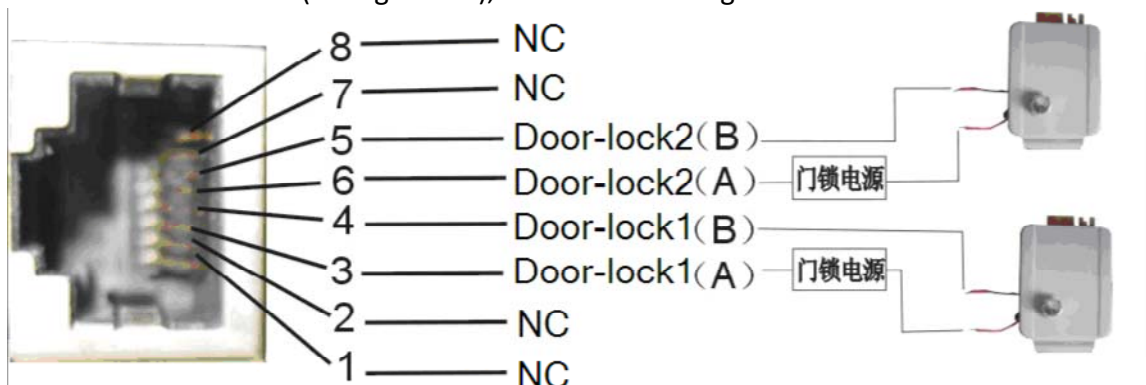 8 NC
7 NC
5 Door-lock2(B)
6 Door-lock2(A) 门锁电源
4 Door-lock1(B)
3 Door-lock1(A) 门锁电源
2 NC
1 NC